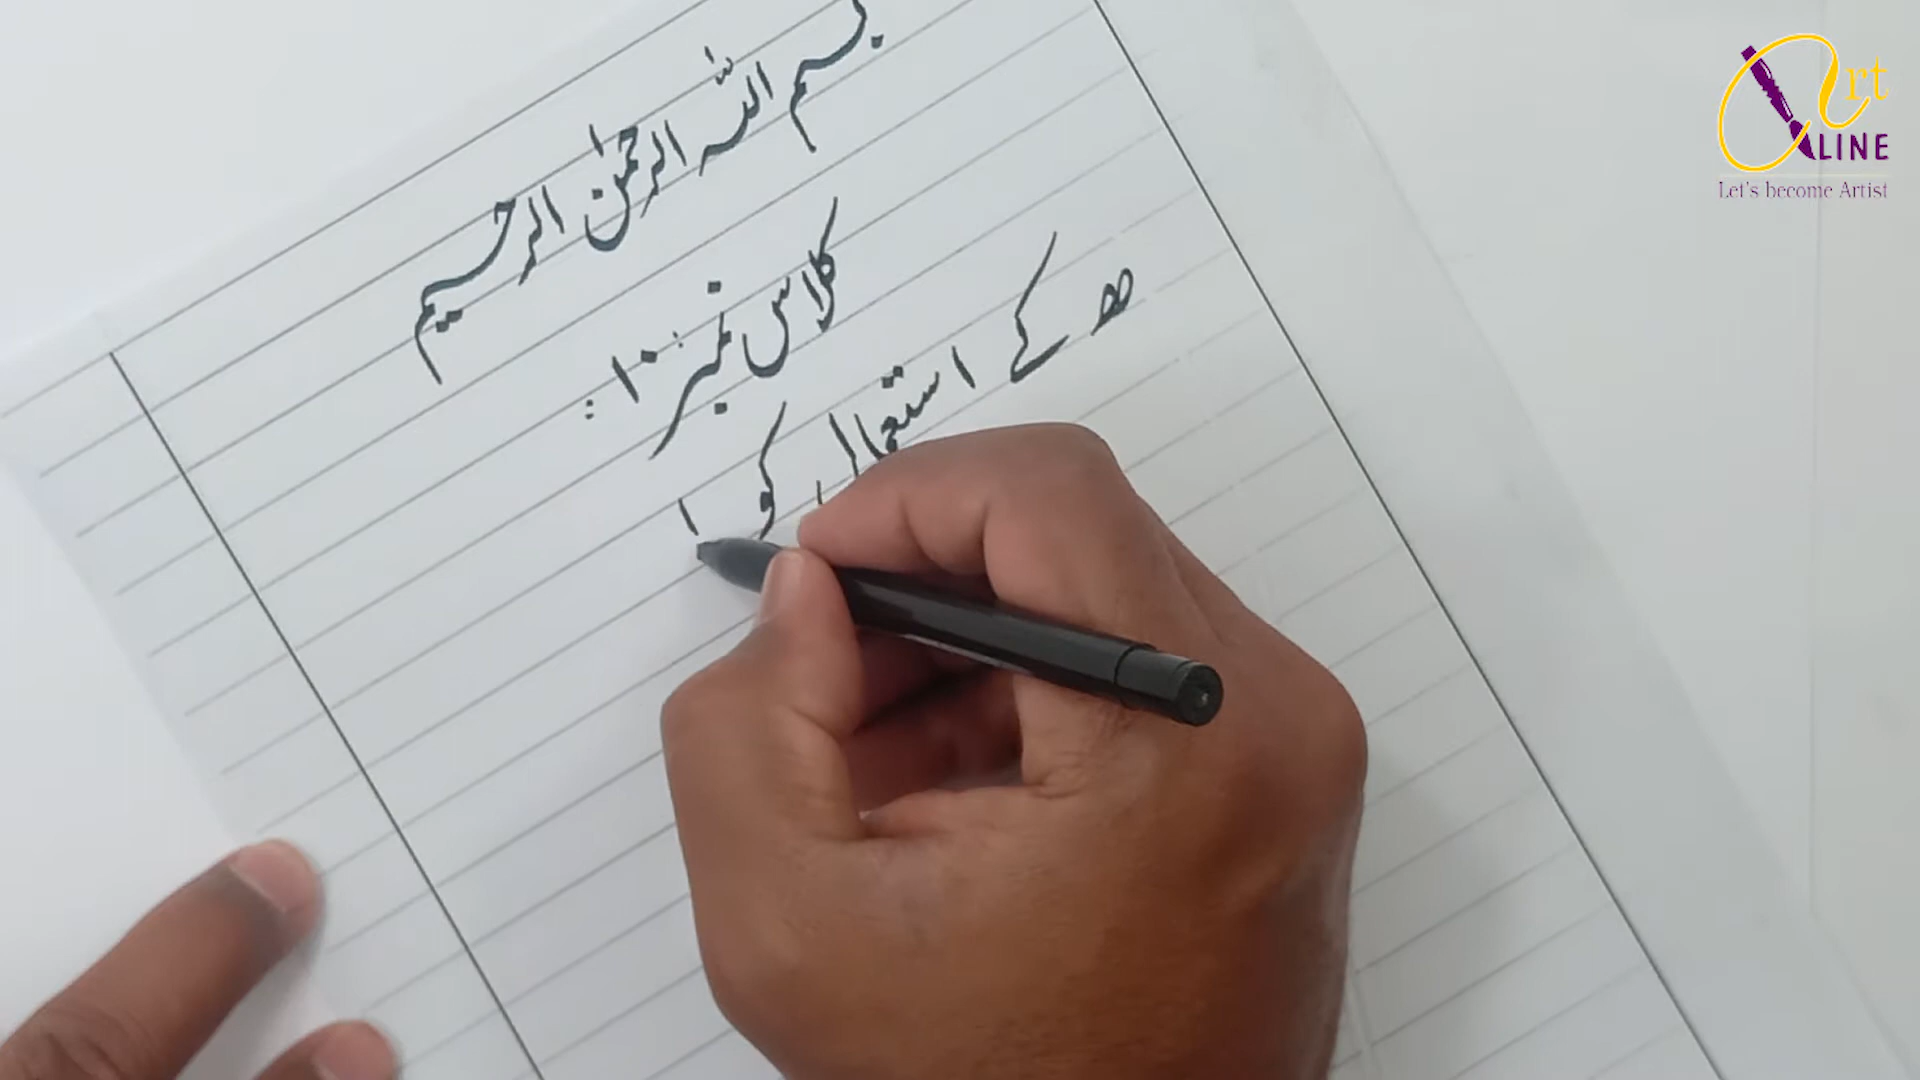 بسم اللہ الرحمٰن الرحیم
کلاس نمبر ۱۰:
ھ کے استعمال کو ا
Art LINE
Let's become Artist